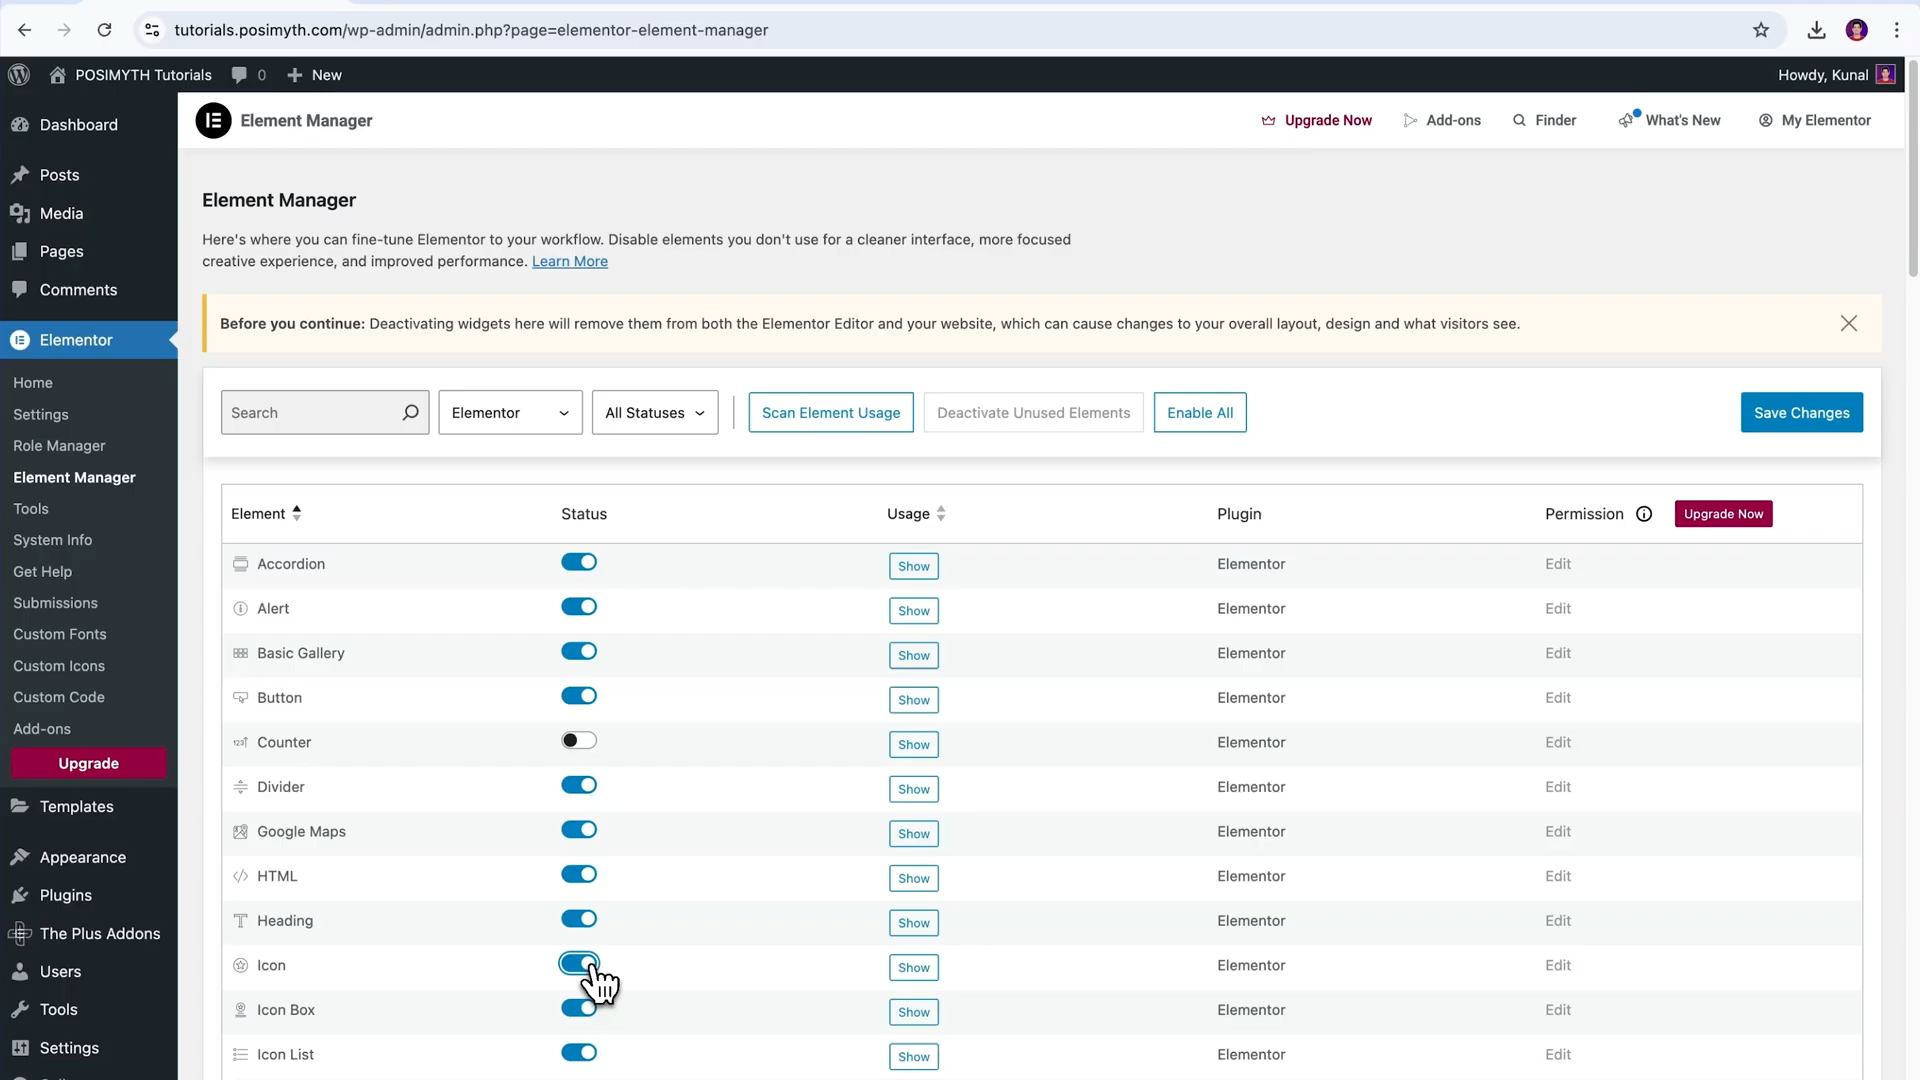 tutorials.posimyth.com/wp-admin/admin.php?page=elementor-element-manager
POSIMYTH Tutorials 0 New Howdy, Kunal
Element Manager Upgrade Now Add-ons Finder What's New My Elementor
Dashboard
Posts
Media
Pages
Comments
Elementor
Home
Settings
Role Manager
Element Manager
Tools
System Info
Get Help
Submissions
Custom Fonts
Custom Icons
Custom Code
Add-ons
Upgrade
Templates
Appearance
Plugins
The Plus Addons
Users
Tools
Settings
Element Manager
Here's where you can fine-tune Elementor to your workflow. Disable elements you don't use for a cleaner interface, more focused
creative experience, and improved performance. Learn More
Before you continue: Deactivating widgets here will remove them from both the Elementor Editor and your website, which can cause changes to your overall layout, design and what visitors see.
Search Elementor All Statuses Scan Element Usage Deactivate Unused Elements Enable All Save Changes
Element Status Usage Plugin Permission Upgrade Now
Accordion Show Elementor Edit
Alert Show Elementor Edit
Basic Gallery Show Elementor Edit
Button Show Elementor Edit
Counter Show Elementor Edit
Divider Show Elementor Edit
Google Maps Show Elementor Edit
HTML Show Elementor Edit
Heading Show Elementor Edit
Icon Show Elementor Edit
Icon Box Show Elementor Edit
Icon List Show Elementor Edit